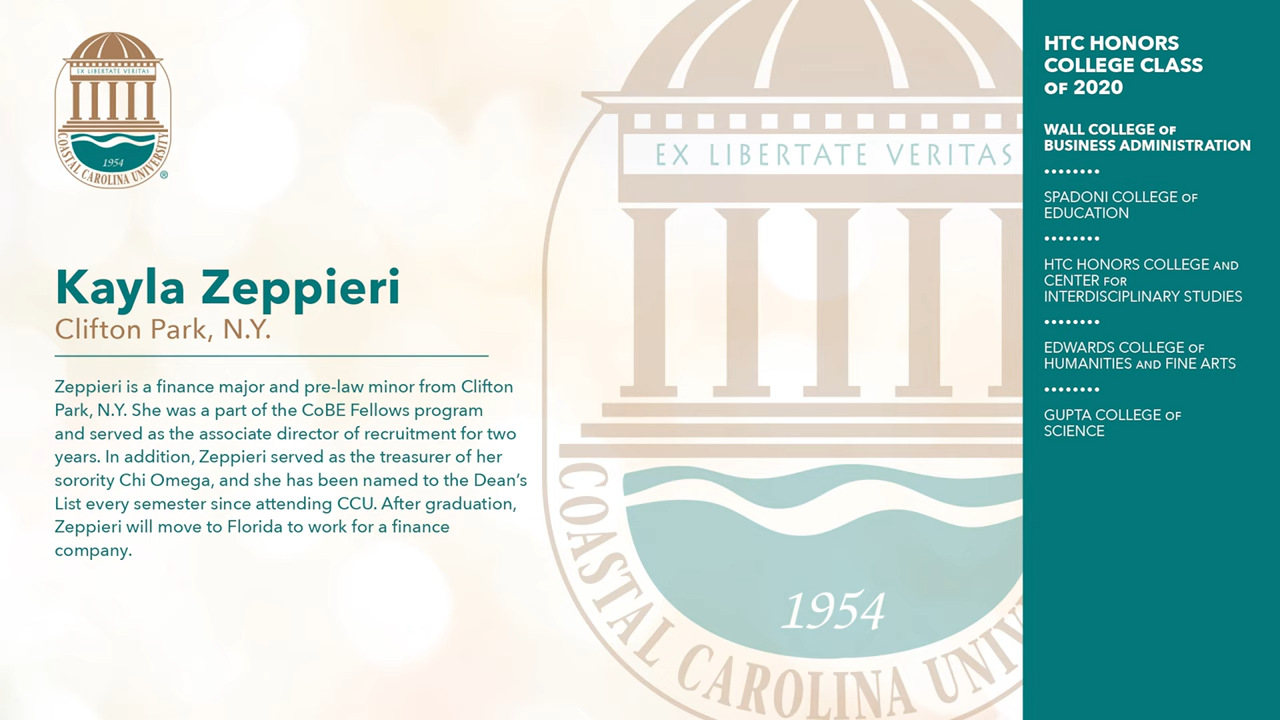 EX LIBERTATE VERITAS
1954
COASTAL CAROLINA UNIVERSITY
®
Kayla Zeppieri
Clifton Park, N.Y.
Zeppieri is a finance major and pre-law minor from Clifton
Park, N.Y. She was a part of the CoBE Fellows program
and served as the associate director of recruitment for two
years. In addition, Zeppieri served as the treasurer of her
sorority Chi Omega, and she has been named to the Dean's
List every semester since attending CCU. After graduation,
Zeppieri will move to Florida to work for a finance
company.
EX LIBERTATE VERITAS
1954
COASTAL CAROLINA UNIV
HTC HONORS
COLLEGE CLASS
OF 2020
WALL COLLEGE OF
BUSINESS ADMINISTRATION
SPADONI COLLEGE OF
EDUCATION
HTC HONORS COLLEGE AND
CENTER FOR
INTERDISCIPLINARY STUDIES
EDWARDS COLLEGE OF
HUMANITIES AND FINE ARTS
GUPTA COLLEGE OF
SCIENCE